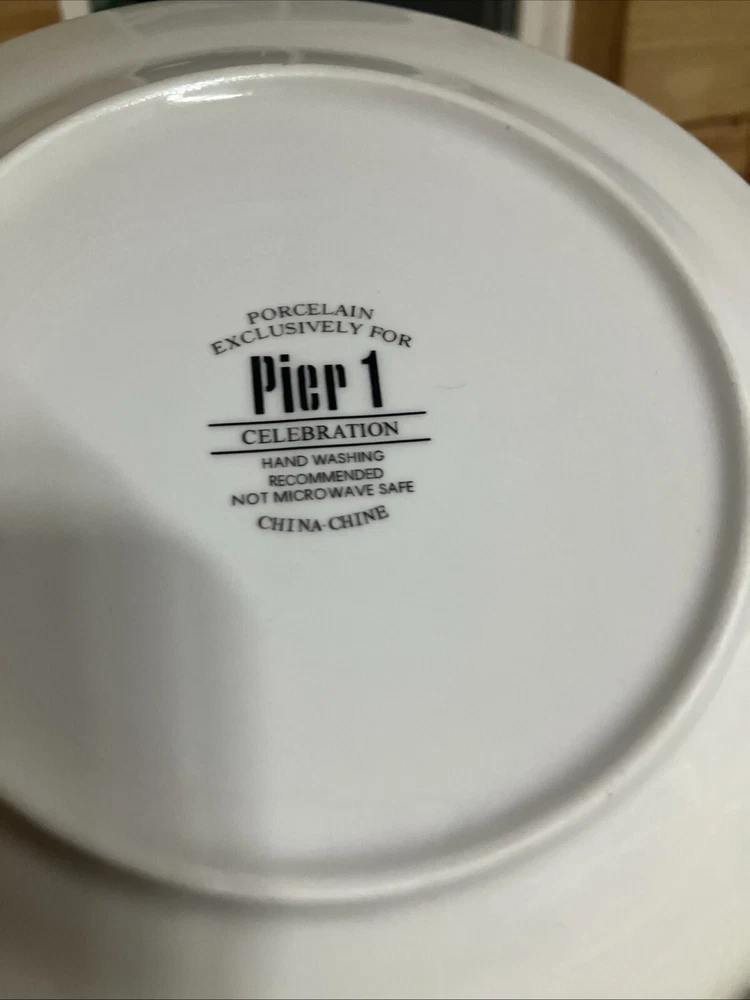 PORCELAIN
EXCLUSIVELY FOR
Pier 1
CELEBRATION
HAND WASHING
RECOMMENDED
NOT MICROWAVE SAFE
CHINA-CHINE